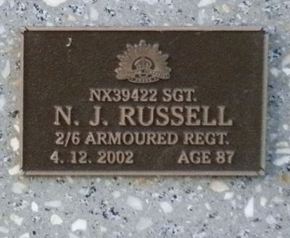 NX39422 SGT.
N. J. RUSSELL
2/6 ARMOURED REGT.
4. 12. 2002 AGE 87